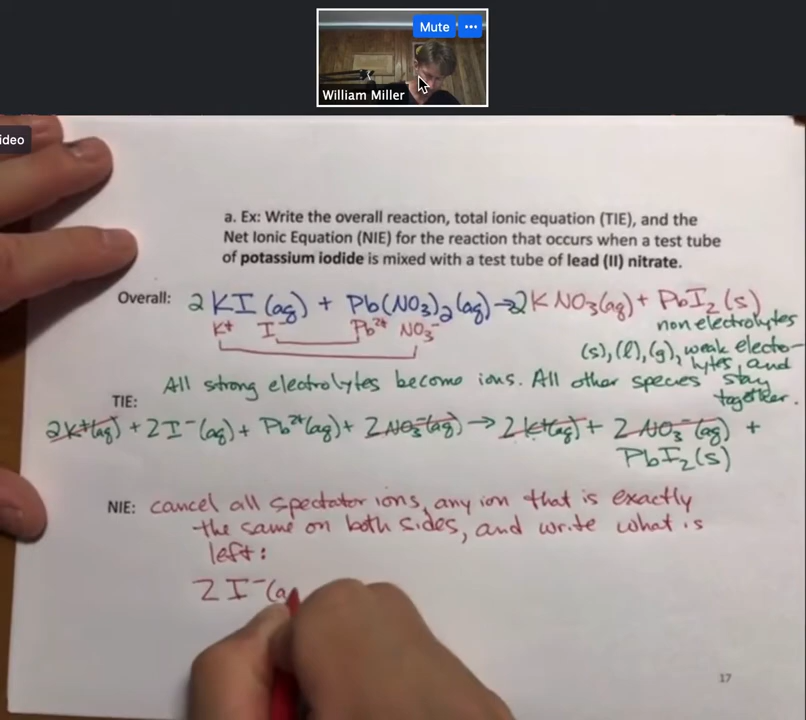 Mute
William Miller
ideo
a. Ex: Write the overall reaction, total ionic equation (TIE), and the
Net Ionic Equation (NIE) for the reaction that occurs when a test tube
of potassium iodide is mixed with a test tube of lead (II) nitrate.
Overall: 2KI(aq) + Pb(NO₃)₂(aq)→2KNO₃(aq) + PbI₂(s)
K⁺ I⁻ Pb²⁺ NO₃⁻
non electrolytes
(s), (l), (g), weak electro-
lytes, and
All strong electrolytes become ions. All other species stay
together.
TIE:
2K⁺(aq) + 2I⁻(aq) + Pb²⁺(aq) + 2NO₃⁻(aq) → 2K⁺(aq) + 2NO₃⁻(aq) +
PbI₂(s)
NIE: cancel all spectator ions, any ion that is exactly
the same on both sides, and write what is
left:
2I⁻(a
17